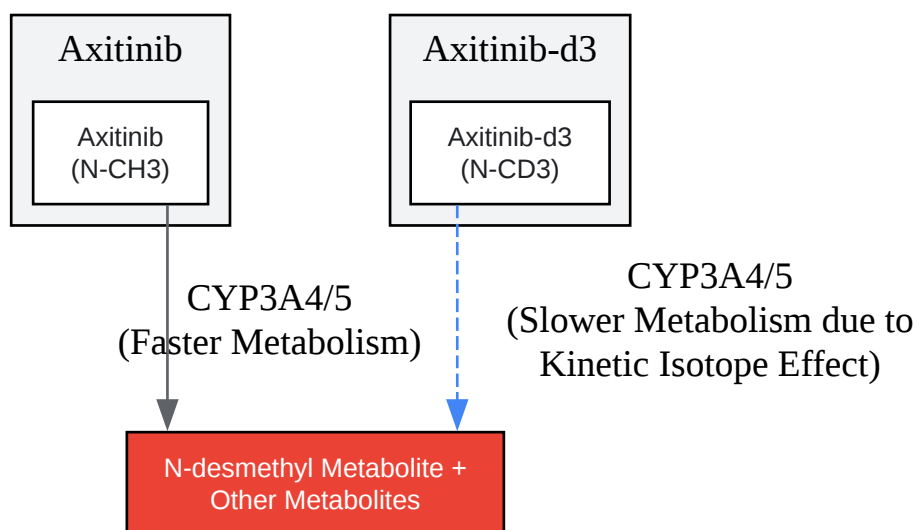 Axitinib
Axitinib
(N-CH3)
Axitinib-d3
Axitinib-d3
(N-CD3)
CYP3A4/5
(Faster Metabolism)
CYP3A4/5
(Slower Metabolism due to
Kinetic Isotope Effect)
N-desmethyl Metabolite +
Other Metabolites